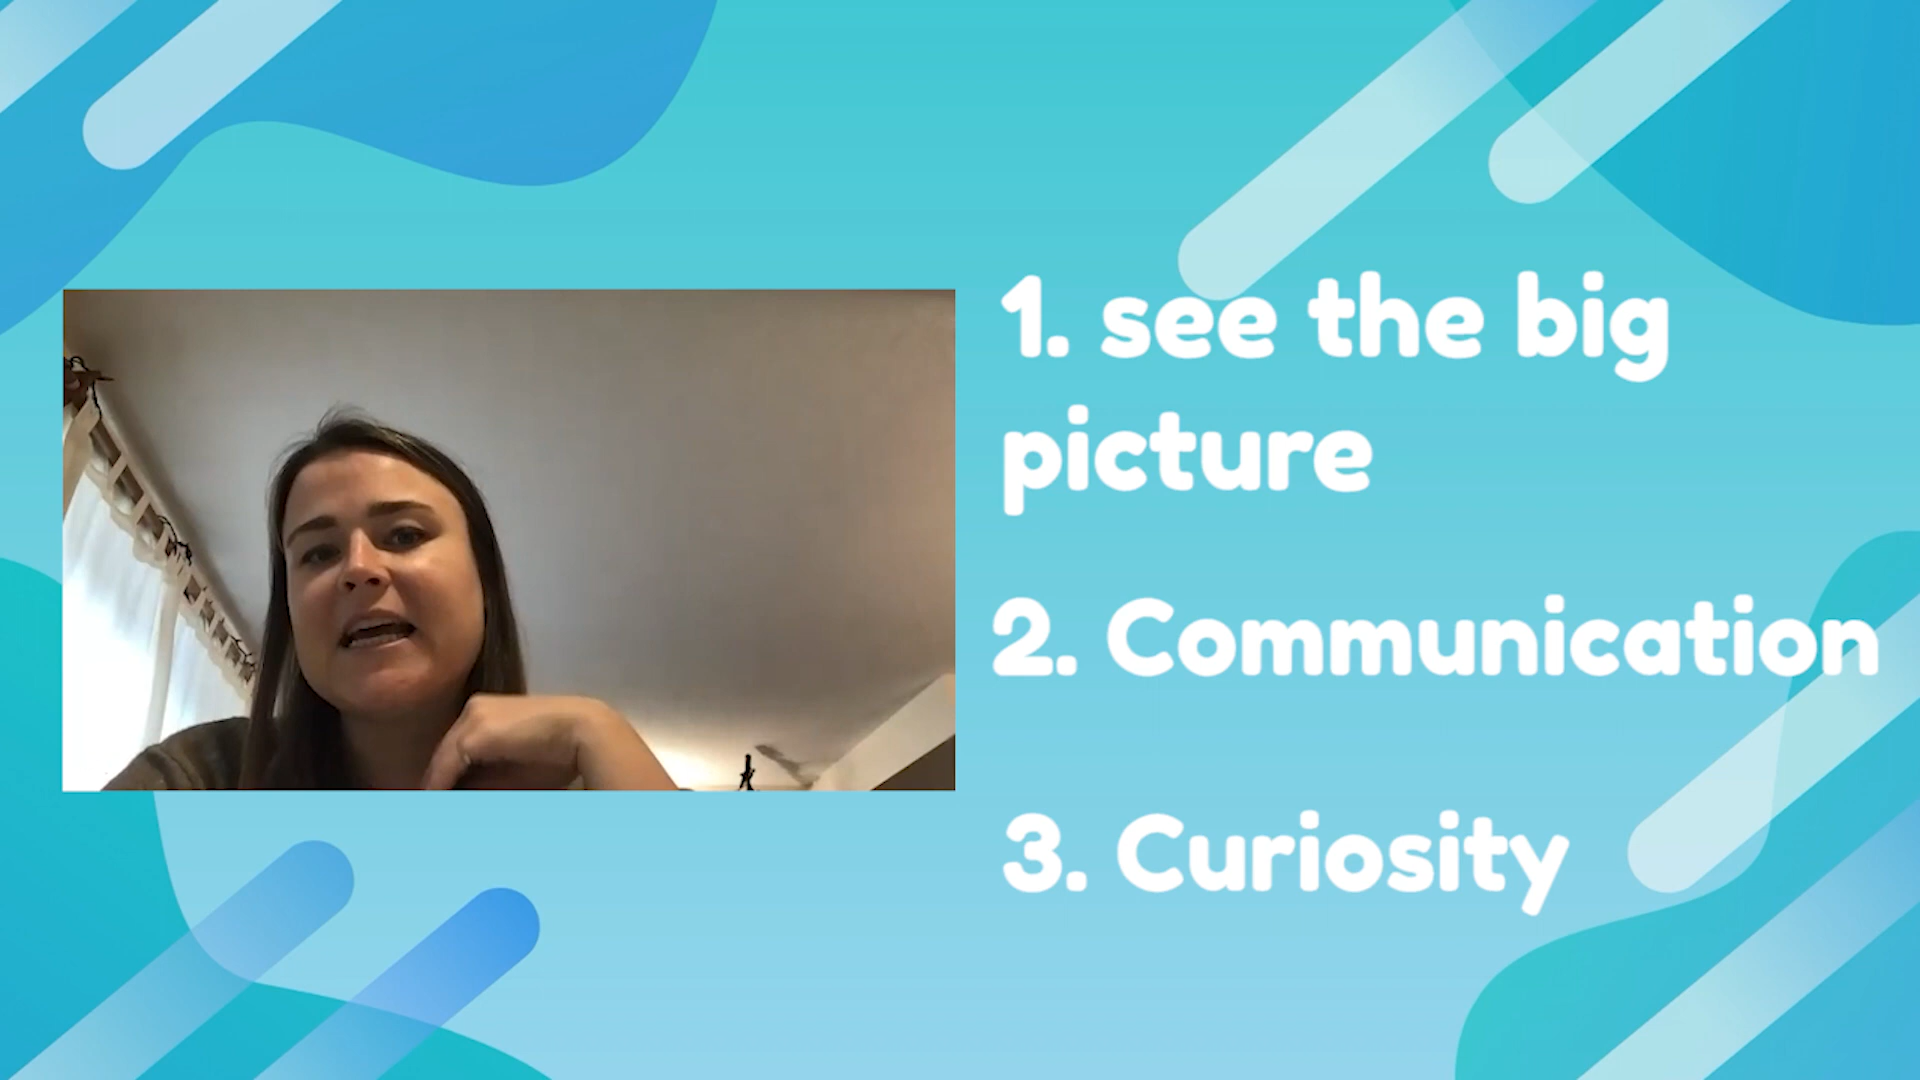 1. see the big
picture
2. Communication
3. Curiosity